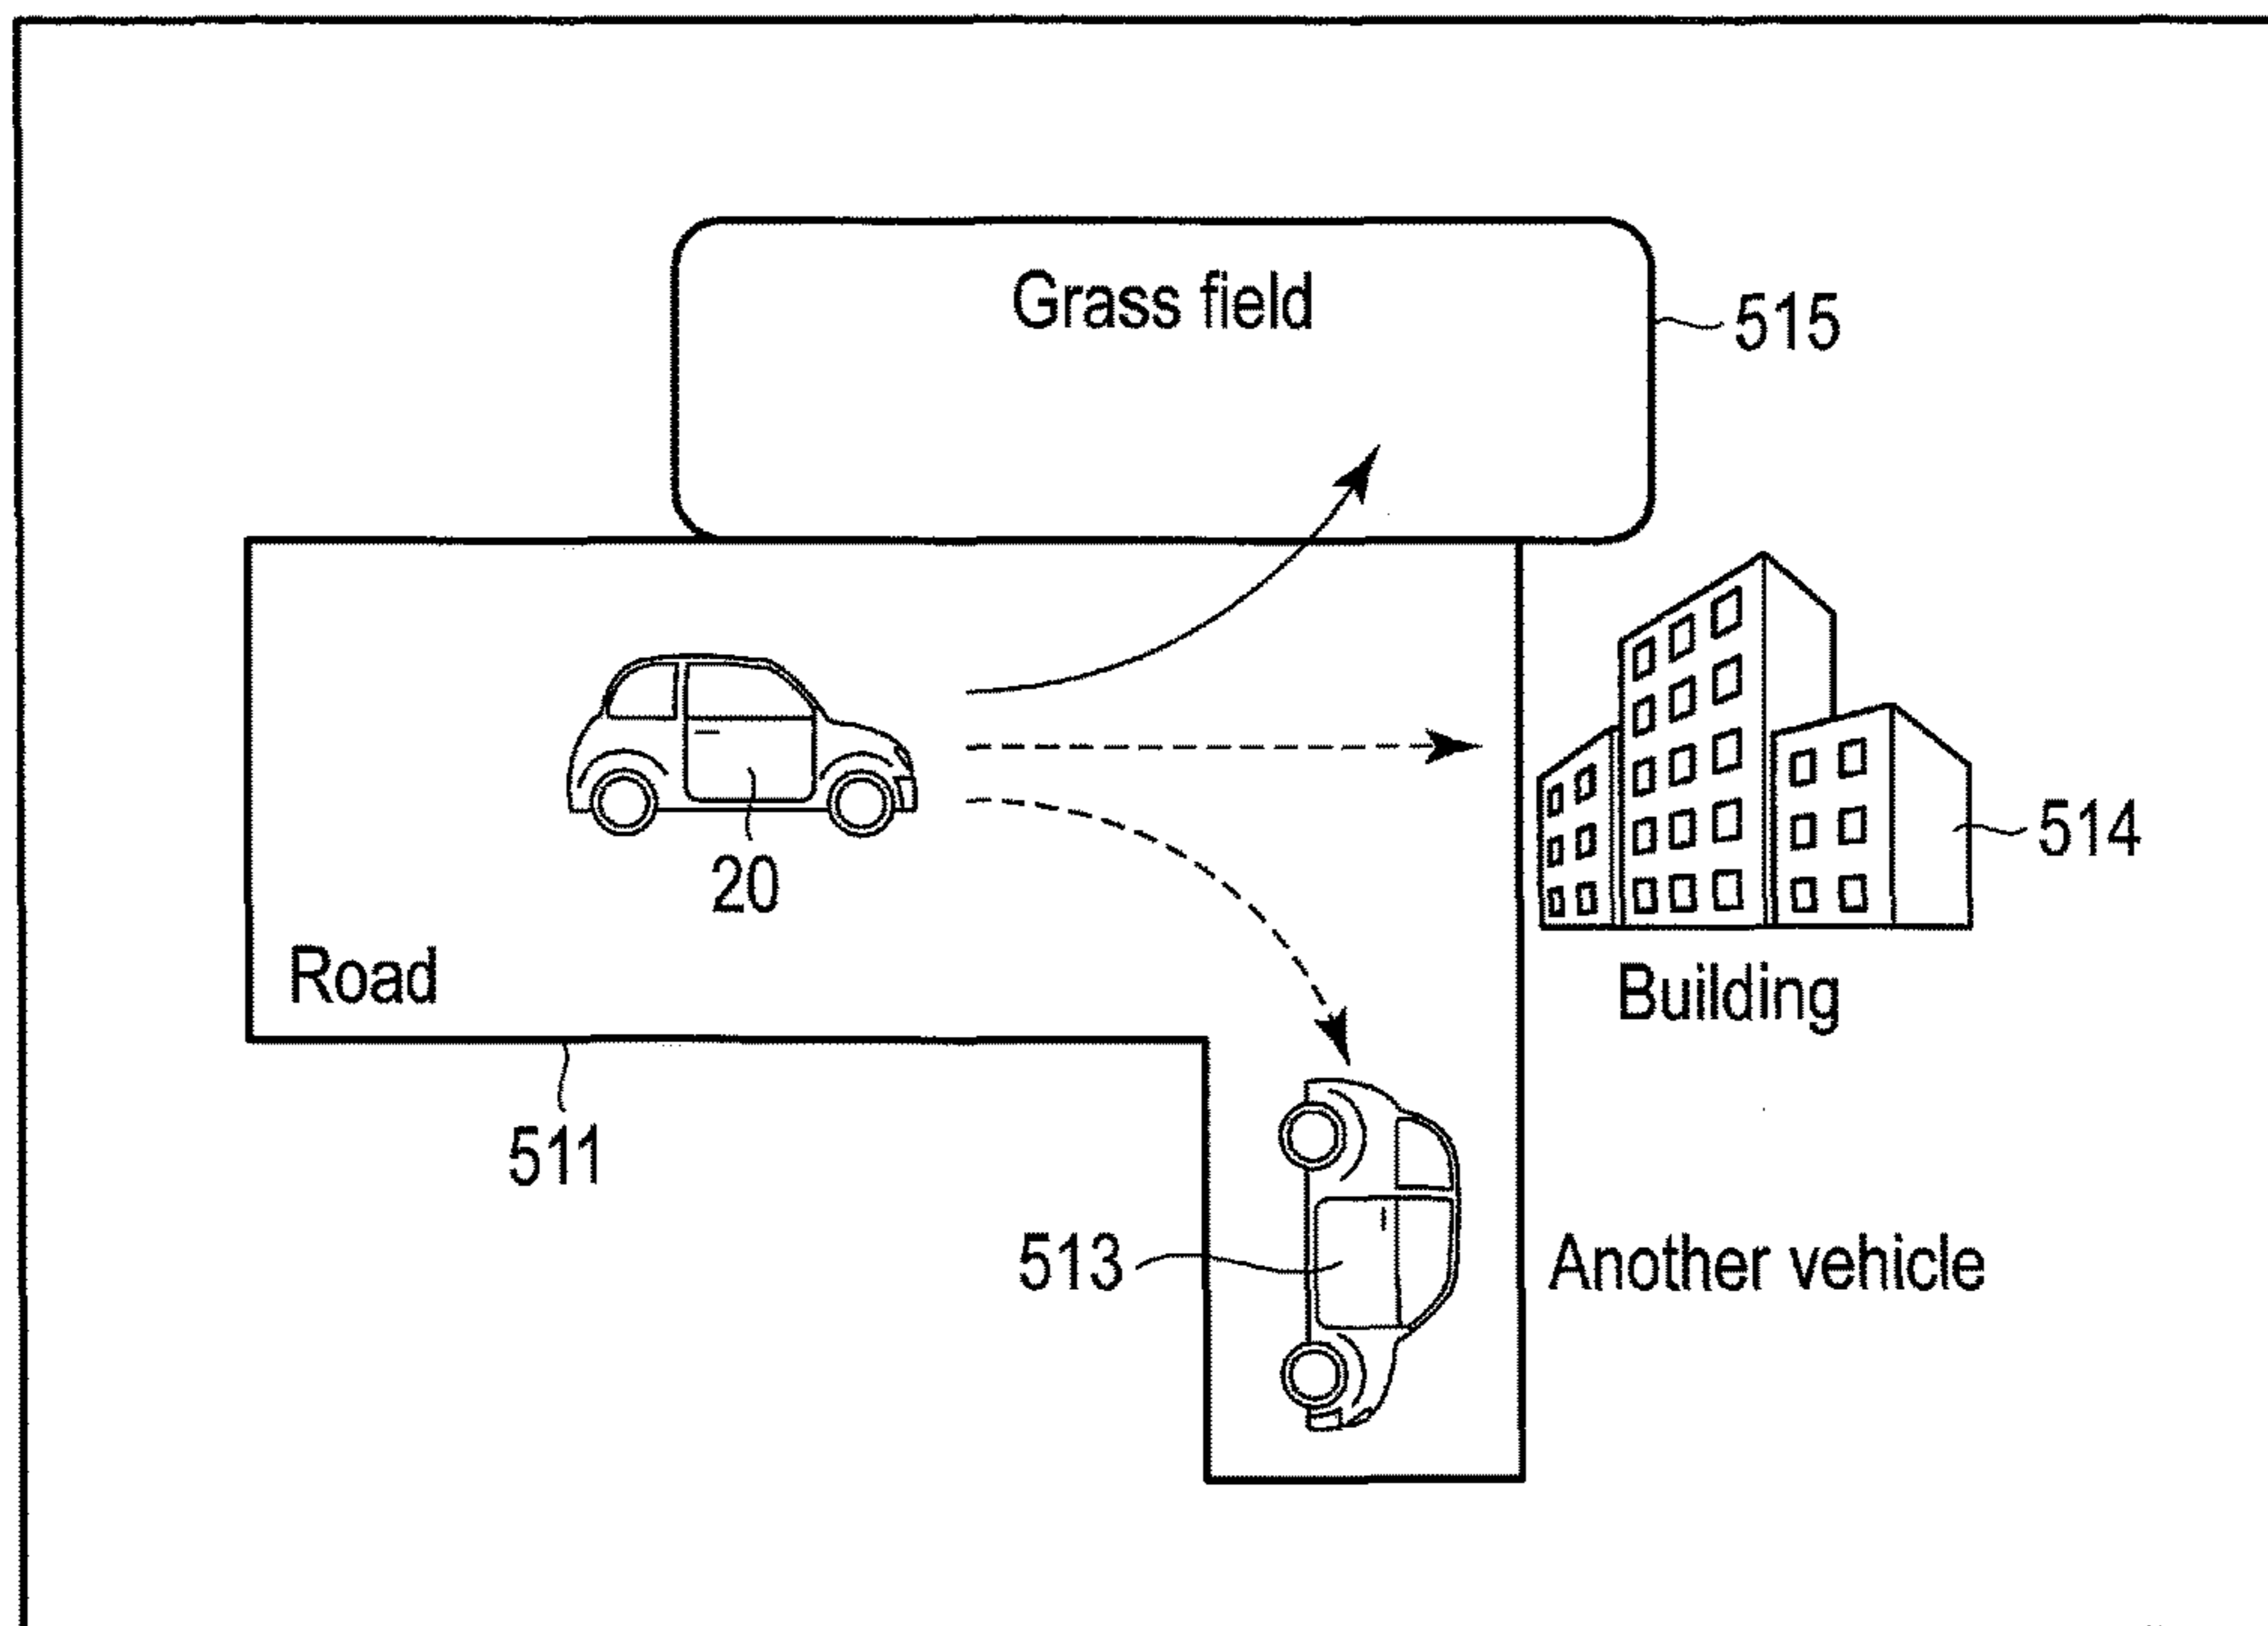 Grass field
515
20
514
Road
Building
511
513
Another vehicle